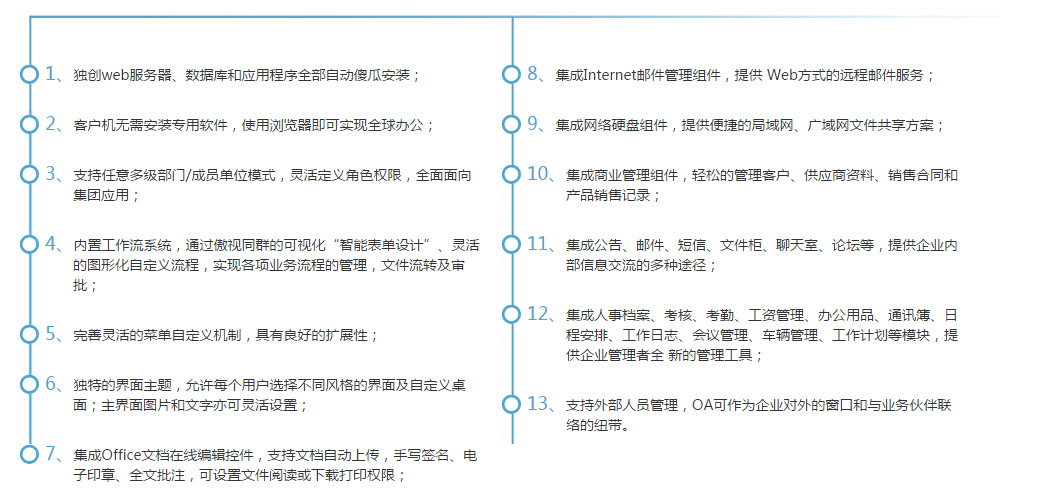 1、独创web服务器、数据库和应用程序全部自动傻瓜安装；
2、客户机无需安装专用软件，使用浏览器即可实现全球办公；
3、支持任意多级部门/成员单位模式，灵活定义角色权限，全面面向
集团应用；
4、内置工作流系统，通过傲视同群的可视化“智能表单设计”、灵活
的图形化自定义流程，实现各项业务流程的管理，文件流转及审
批；
5、完善灵活的菜单自定义机制，具有良好的扩展性；
6、独特的界面主题，允许每个用户选择不同风格的界面及自定义桌
面；主界面图片和文字亦可灵活设置；
7、集成Office文档在线编辑控件，支持文档自动上传，手写签名、电
子印章、全文批注，可设置文件阅读或下载打印权限；
8、集成Internet邮件管理组件，提供 Web方式的远程邮件服务；
9、集成网络硬盘组件，提供便捷的局域网、广域网文件共享方案；
10、集成商业管理组件，轻松的管理客户、供应商资料、销售合同和
产品销售记录；
11、集成公告、邮件、短信、文件柜、聊天室、论坛等，提供企业内
部信息交流的多种途径；
12、集成人事档案、考核、考勤、工资管理、办公用品、通讯簿、日
程安排、工作日志、会议管理、车辆管理、工作计划等模块，提
供企业管理者全 新的管理工具；
13、支持外部人员管理，OA可作为企业对外的窗口和与业务伙伴联
络的纽带。